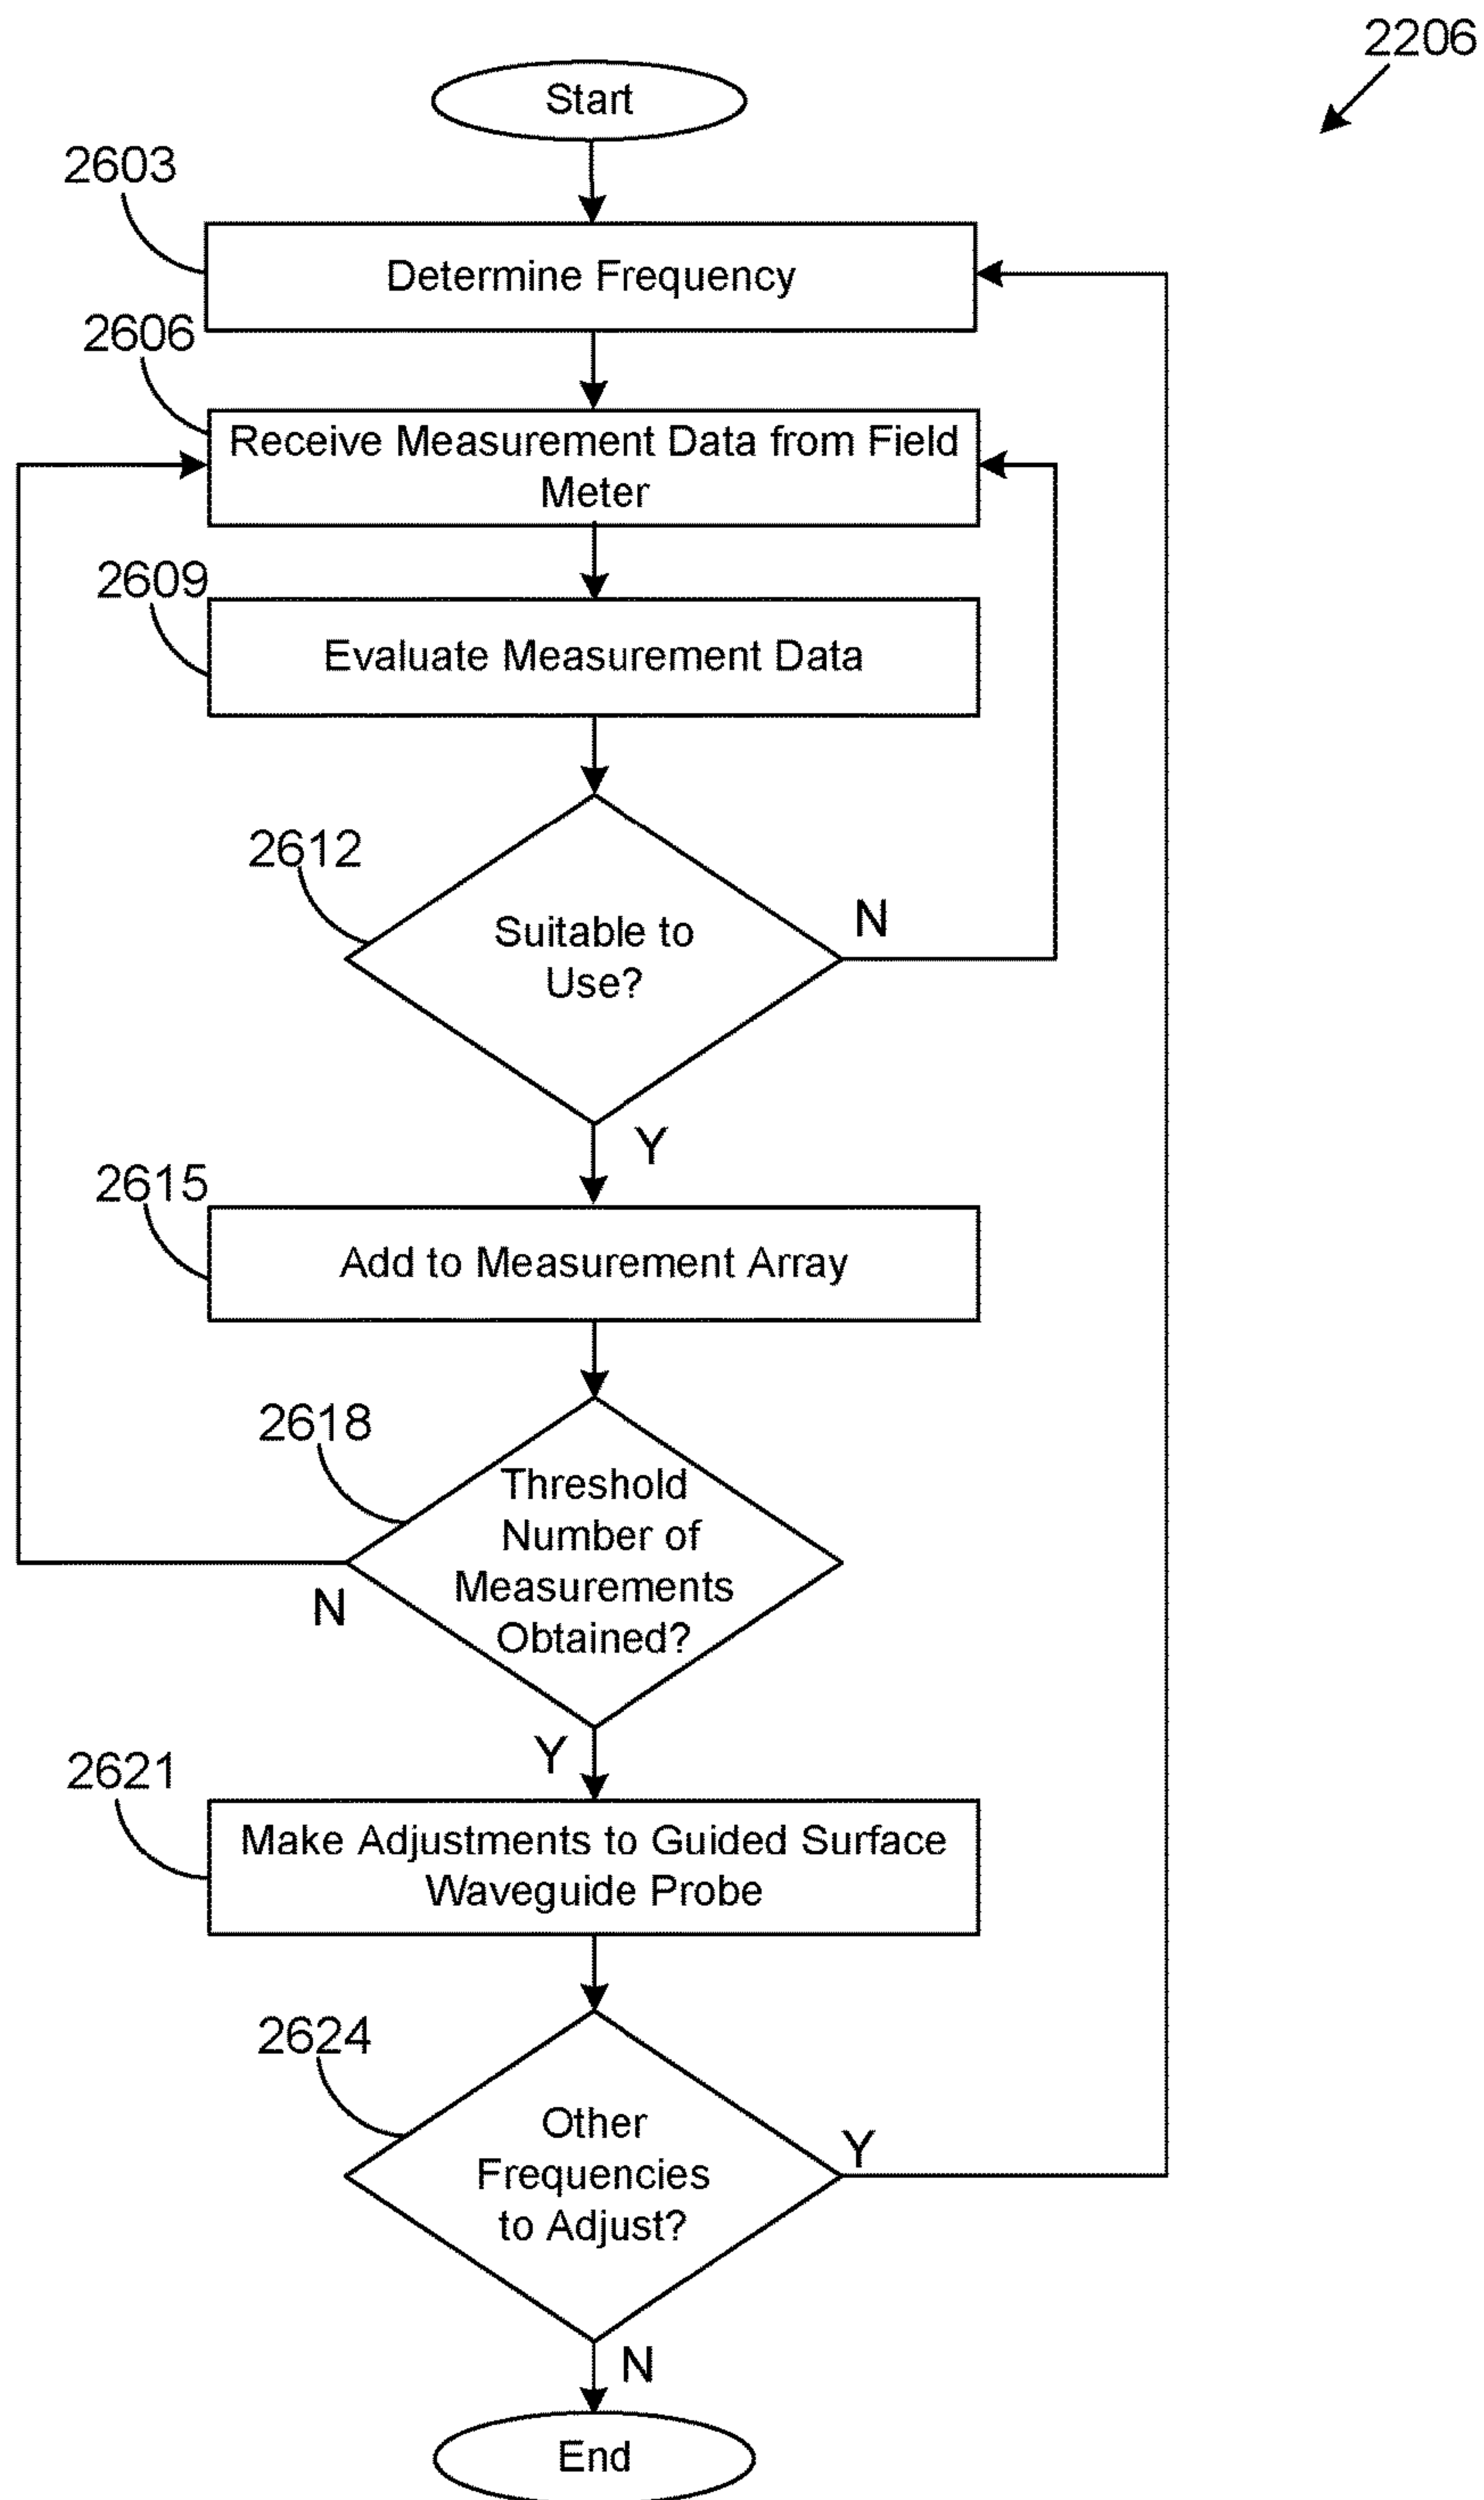 2206
Start
2603
Determine Frequency
2606
Receive Measurement Data from Field
Meter
2609
Evaluate Measurement Data
2612
Suitable to
Use?
N
Y
2615
Add to Measurement Array
2618
Threshold
Number of
Measurements
Obtained?
N
Y
2621
Make Adjustments to Guided Surface
Waveguide Probe
2624
Other
Frequencies
to Adjust?
Y
N
End